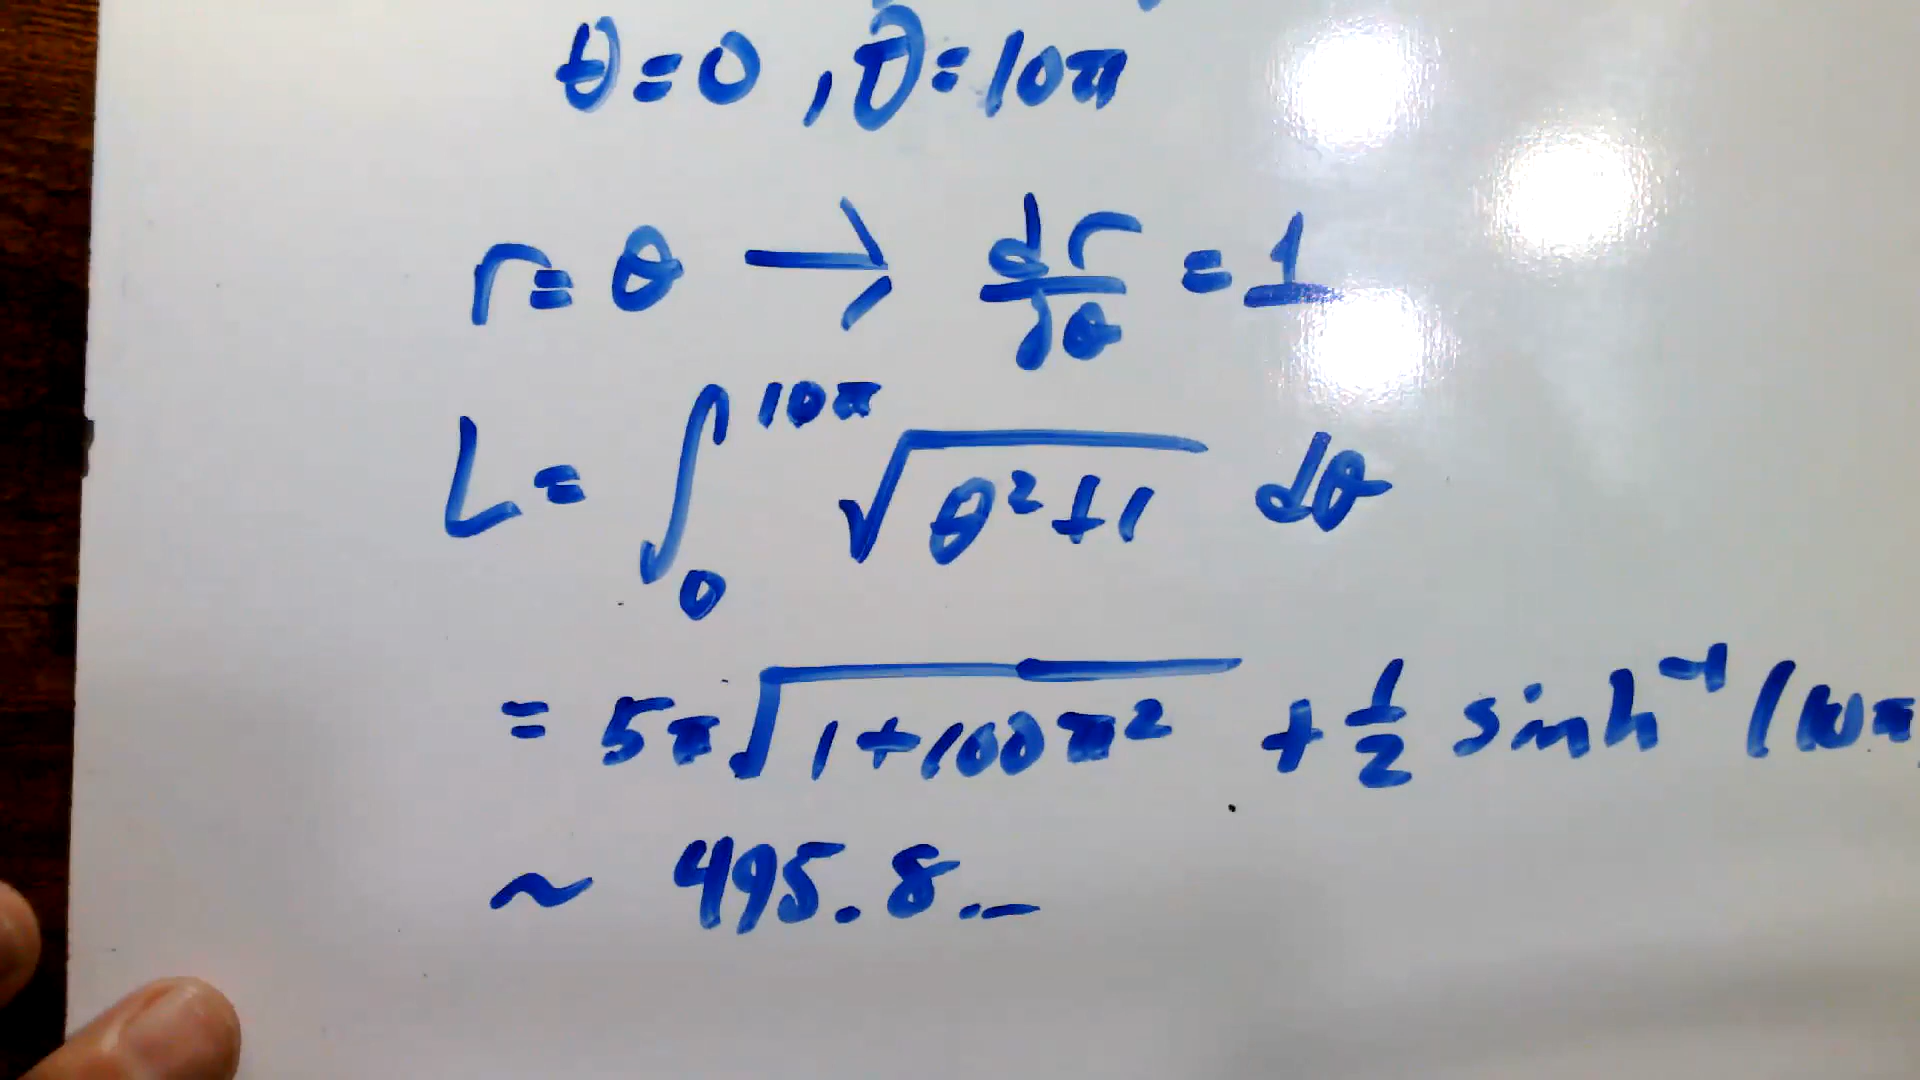 θ=0, θ=10π
r=θ → dr/dθ = 1
L= ∫₀^10π √(θ²+1) dθ
= 5π√(1+100π²) + 1/2 sinh⁻¹(10π
~ 495.8..